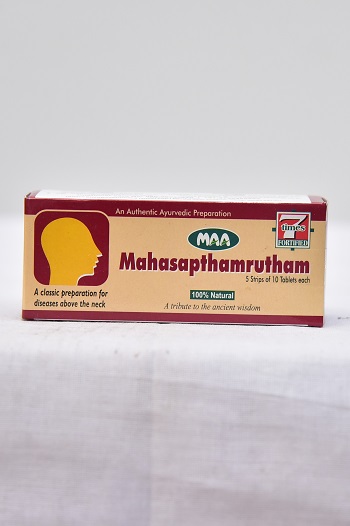 An Authentic Ayurvedic Preparation
7
times
FORTIFIED
MAA
Mahasapthamrutham
5 Strips of 10 Tablets each
A classic preparation for
diseases above the neck
100% Natural
A tribute to the ancient wisdom